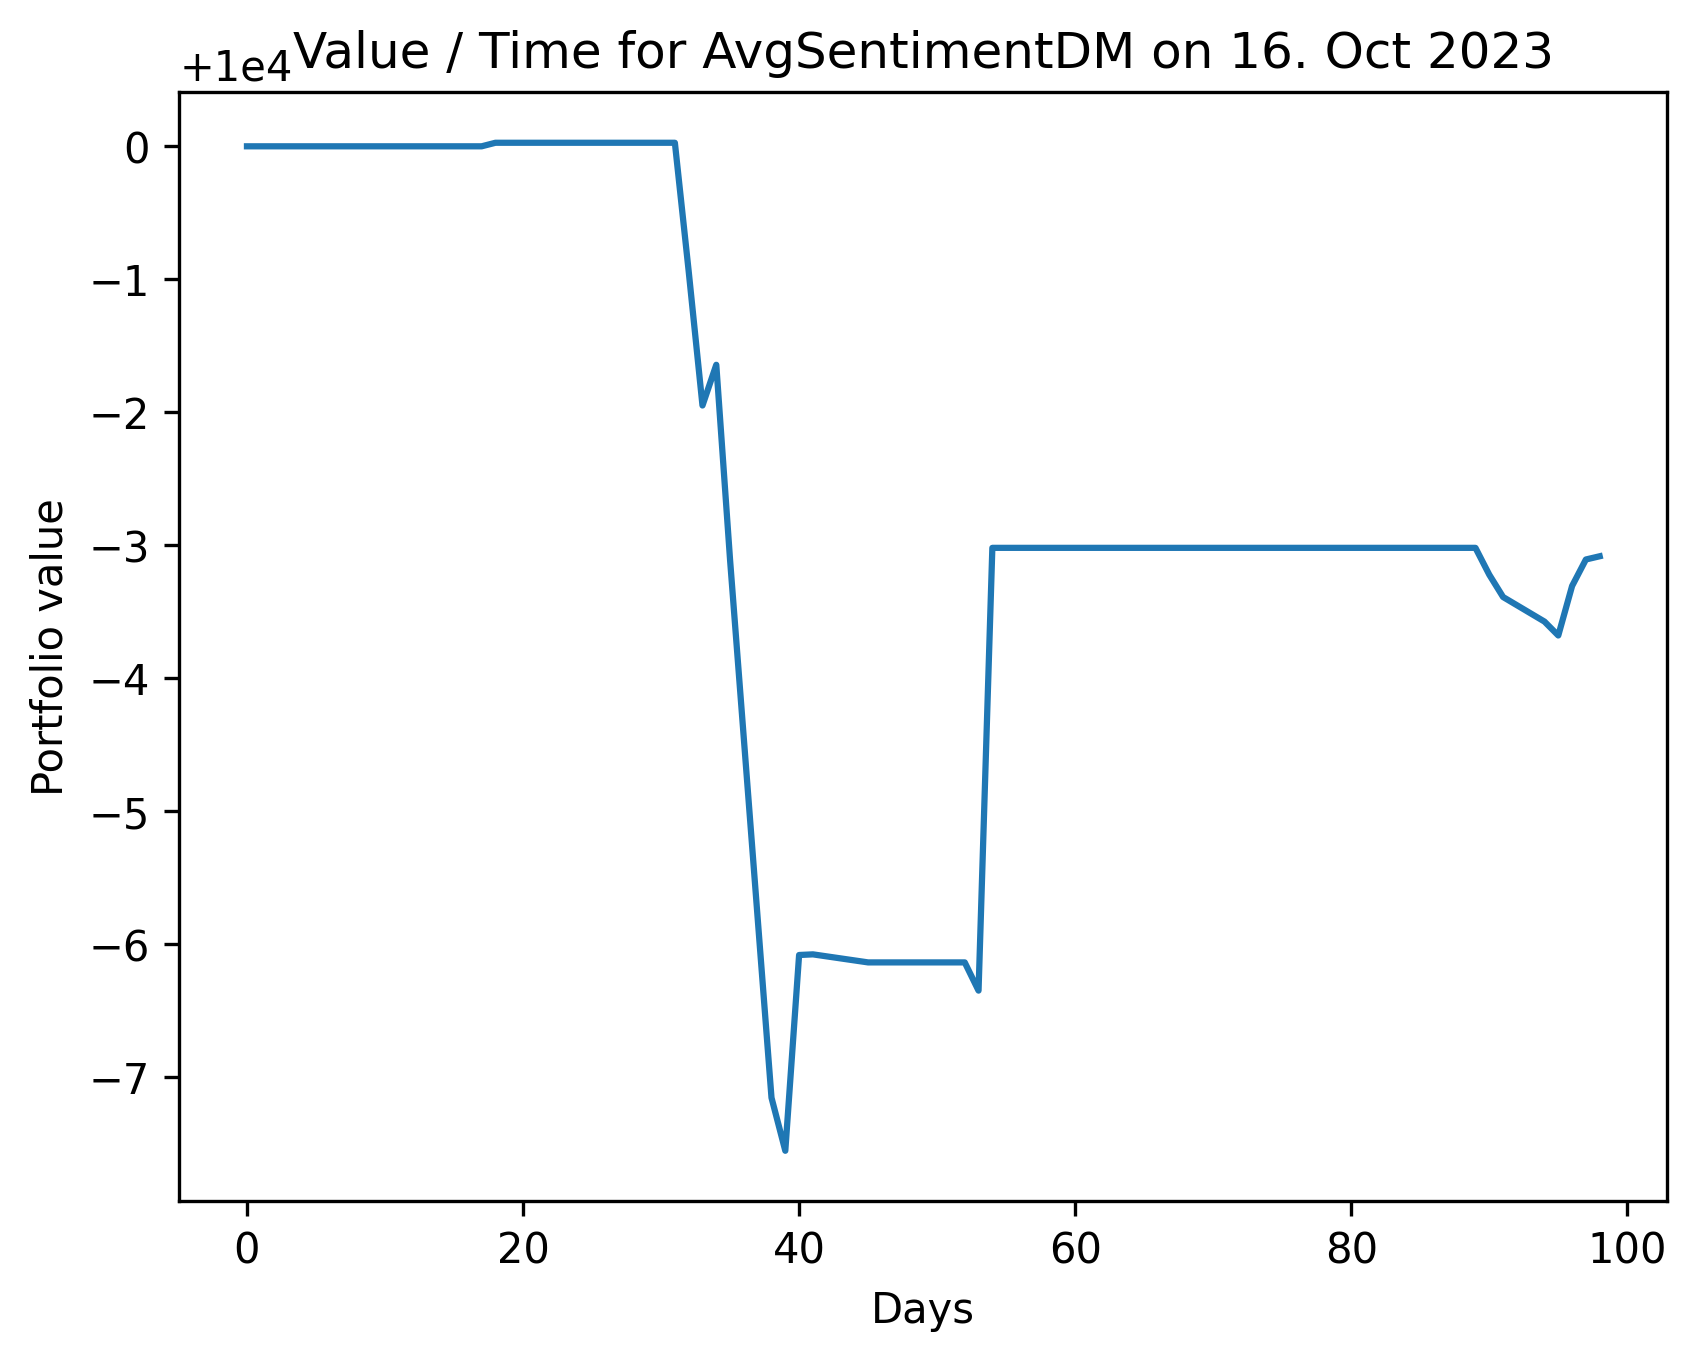 Value / Time for AvgSentimentDM on 16. Oct 2023
+1e4
0
−1
−2
−3
−4
−5
−6
−7
Portfolio value
0 20 40 60 80 100
Days